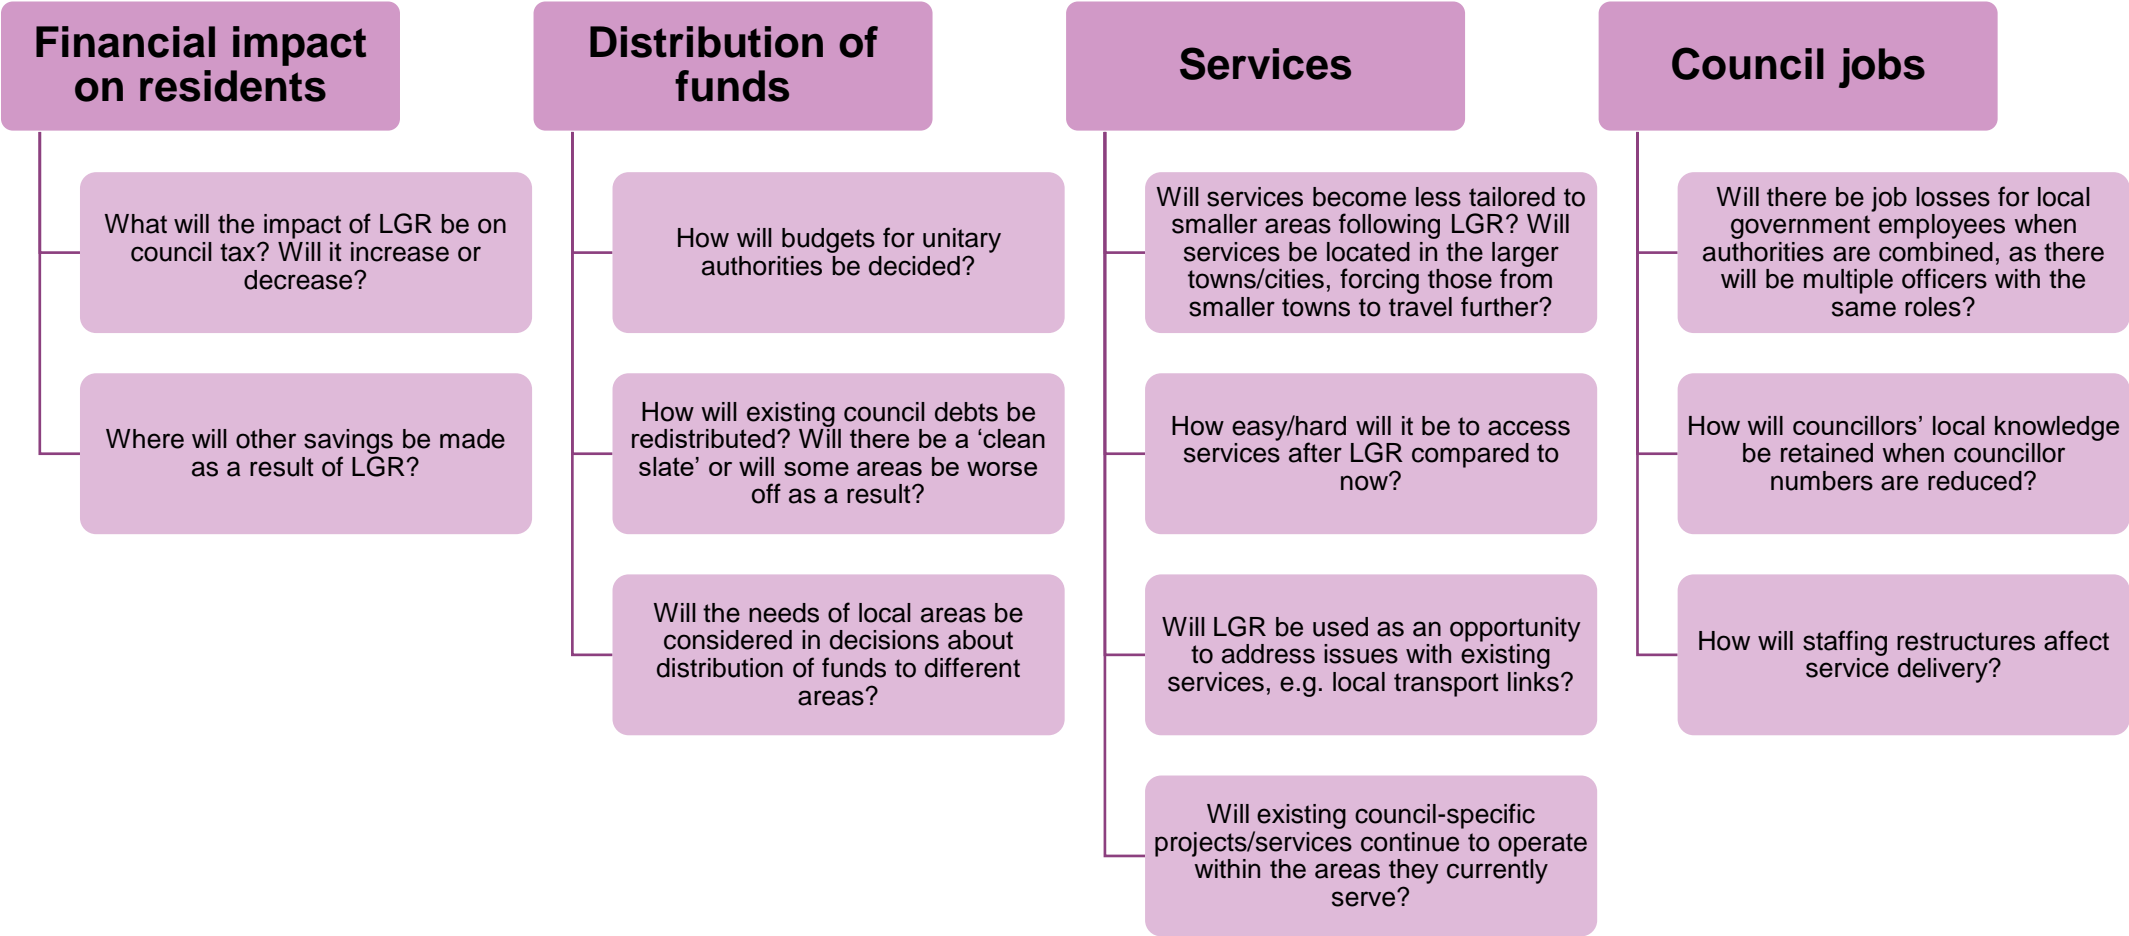 Financial impact
on residents
What will the impact of LGR be on
council tax? Will it increase or
decrease?
Where will other savings be made
as a result of LGR?
Distribution of
funds
How will budgets for unitary
authorities be decided?
How will existing council debts be
redistributed? Will there be a ‘clean
slate’ or will some areas be worse
off as a result?
Will the needs of local areas be
considered in decisions about
distribution of funds to different
areas?
Services
Will services become less tailored to
smaller areas following LGR? Will
services be located in the larger
towns/cities, forcing those from
smaller towns to travel further?
How easy/hard will it be to access
services after LGR compared to
now?
Will LGR be used as an opportunity
to address issues with existing
services, e.g. local transport links?
Will existing council-specific
projects/services continue to operate
within the areas they currently
serve?
Council jobs
Will there be job losses for local
government employees when
authorities are combined, as there
will be multiple officers with the
same roles?
How will councillors’ local knowledge
be retained when councillor
numbers are reduced?
How will staffing restructures affect
service delivery?